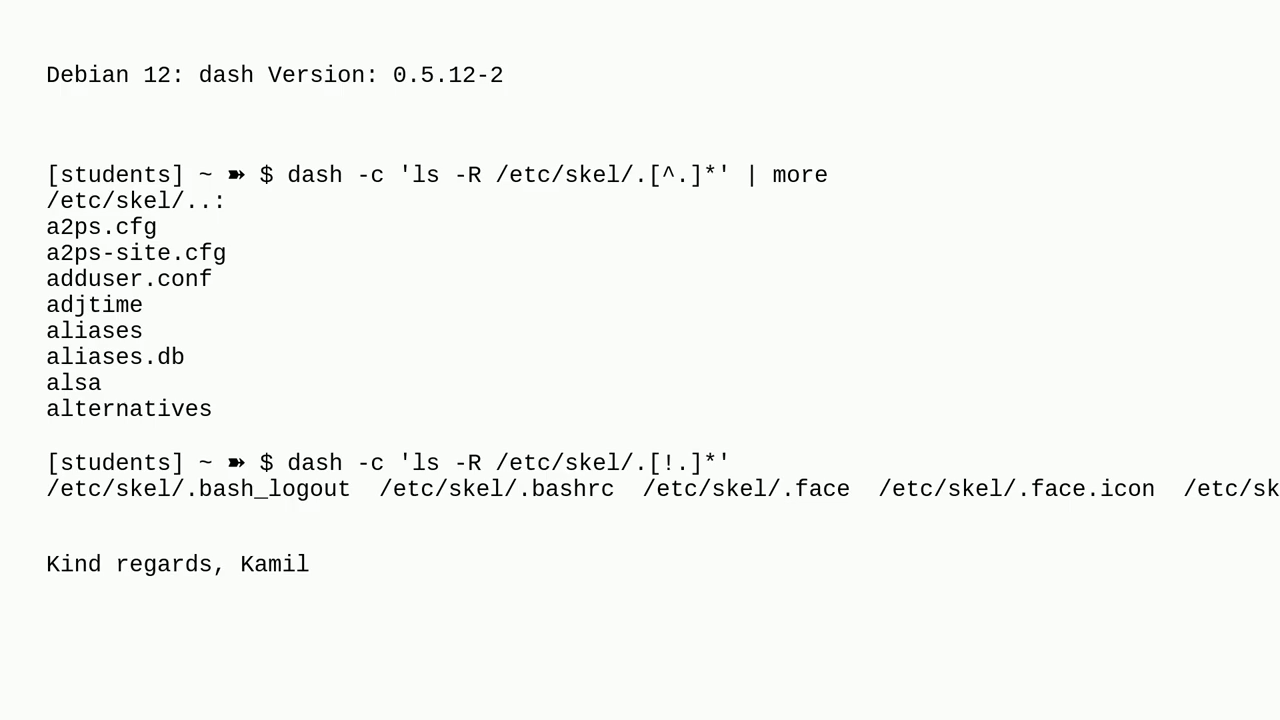 Debian 12: dash Version: 0.5.12-2
[students] ~ ➽ $ dash -c 'ls -R /etc/skel/.[^.]*' | more
/etc/skel/..:
a2ps.cfg
a2ps-site.cfg
adduser.conf
adjtime
aliases
aliases.db
alsa
alternatives
[students] ~ ➽ $ dash -c 'ls -R /etc/skel/.[!.]*'
/etc/skel/.bash_logout  /etc/skel/.bashrc  /etc/skel/.face  /etc/skel/.face.icon  /etc/sk
Kind regards, Kamil